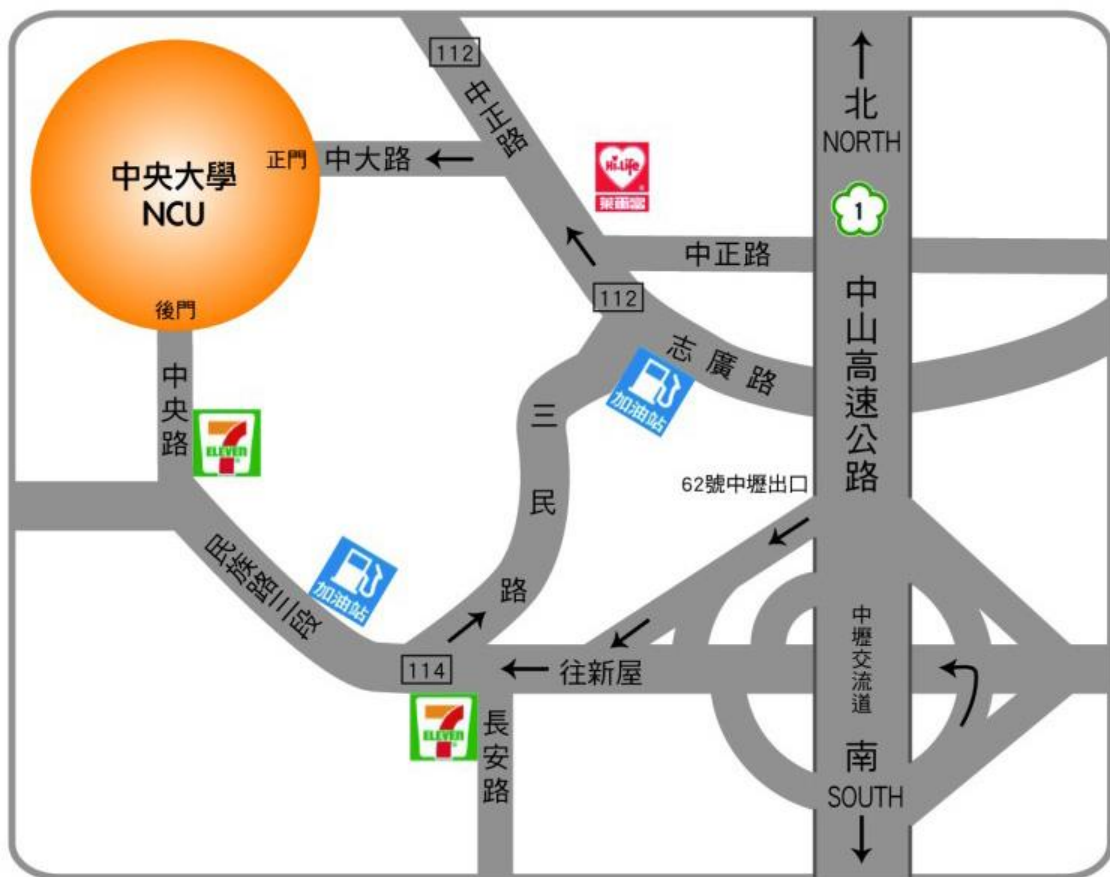 112
中正路
北
NORTH
1
中山高速公路
中央大學
NCU
正門
中大路
後門
Hi-Life
萊爾富
中正路
112
志廣路
加油站
三民路
中央路
7
ELEVEN
62號中壢出口
民族路三段
加油站
114
往新屋
中壢交流道
7
ELEVEN
長安路
南
SOUTH